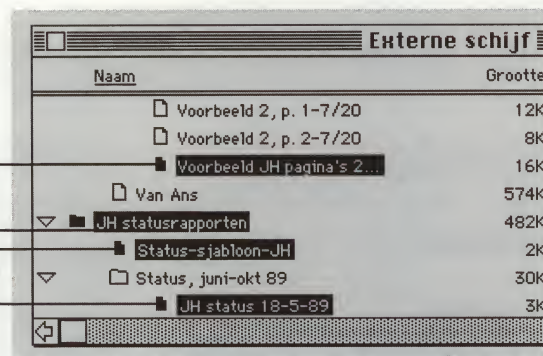 Externe schijf
Naam Grootte
Voorbeeld 2, p. 1-7/20 12K
Voorbeeld 2, p. 2-7/20 8K
Voorbeeld JH pagina's 2... 16K
Van Ans 574K
JH statusrapporten 482K
Status-sjabloon-JH 2K
Status, juni-okt 89 30K
JH status 18-5-89 3K